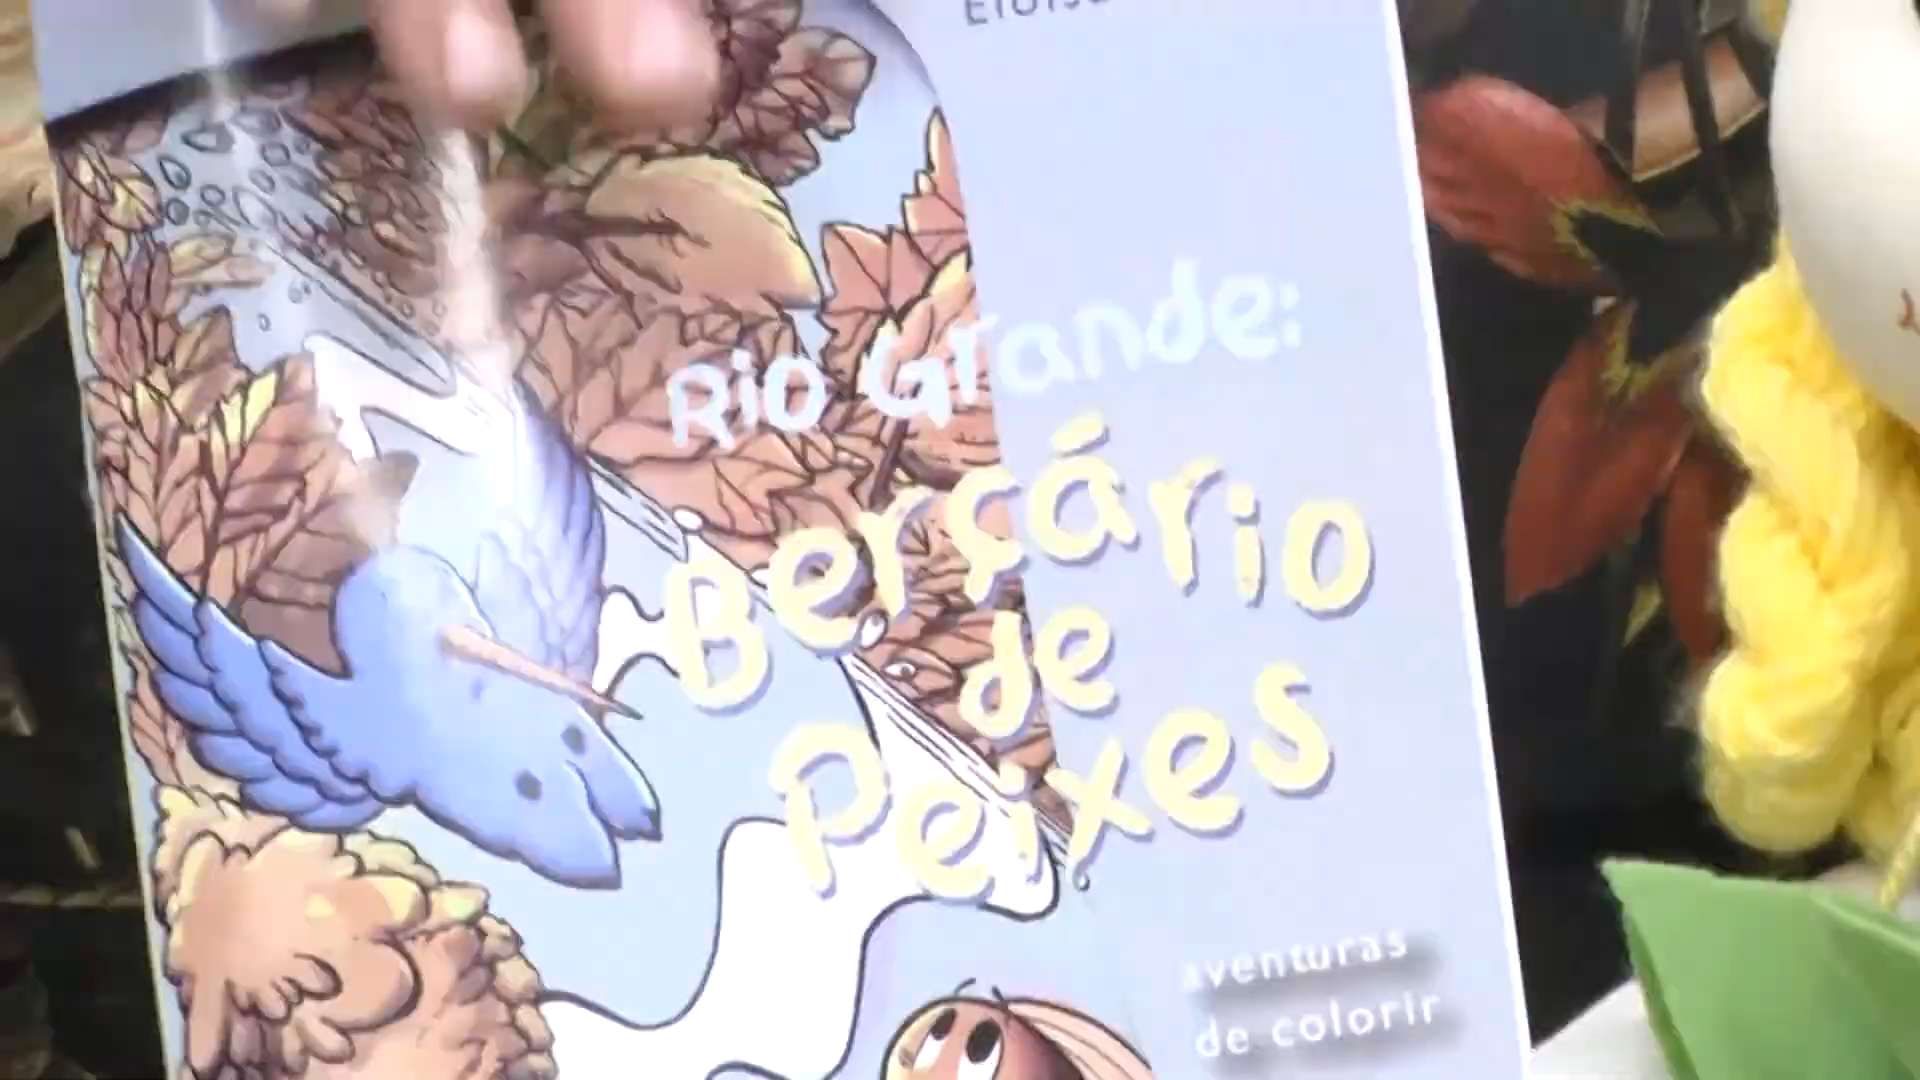 Rio Grande:
Berçário
de
Peixes
aventuras
de colorir